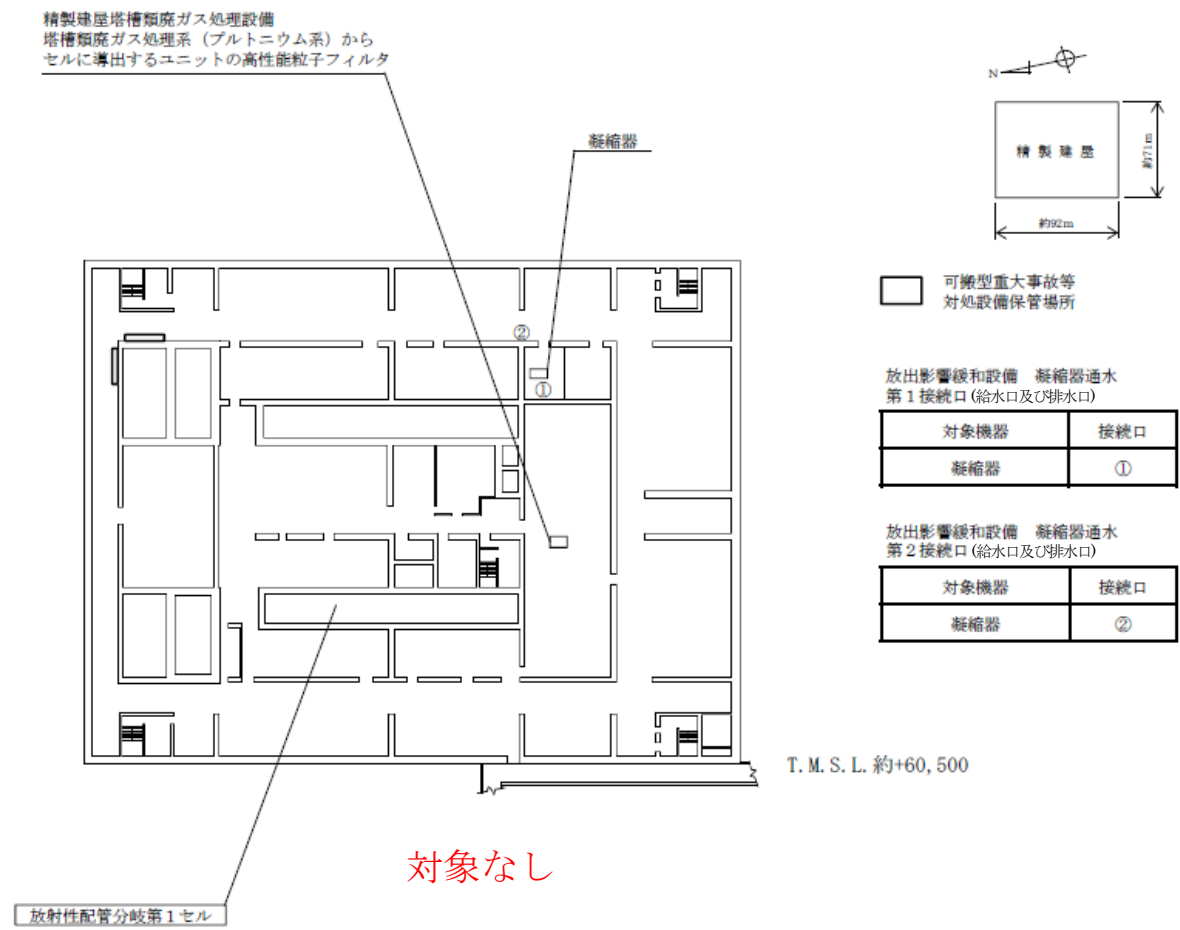 精製建屋塔槽類廃ガス処理設備
塔槽類廃ガス処理系（プルトニウム系）から
セルに導出するユニットの高性能粒子フィルタ
凝縮器
N
精製建屋
約71m
約92m
可搬型重大事故等
対処設備保管場所
②
①
放出影響緩和設備　凝縮器通水
第１接続口(給水口及び排水口)
対象機器 接続口
凝縮器 ①
放出影響緩和設備　凝縮器通水
第２接続口(給水口及び排水口)
対象機器 接続口
凝縮器 ②
T.M.S.L.約+60,500
対象なし
放射性配管分岐第１セル